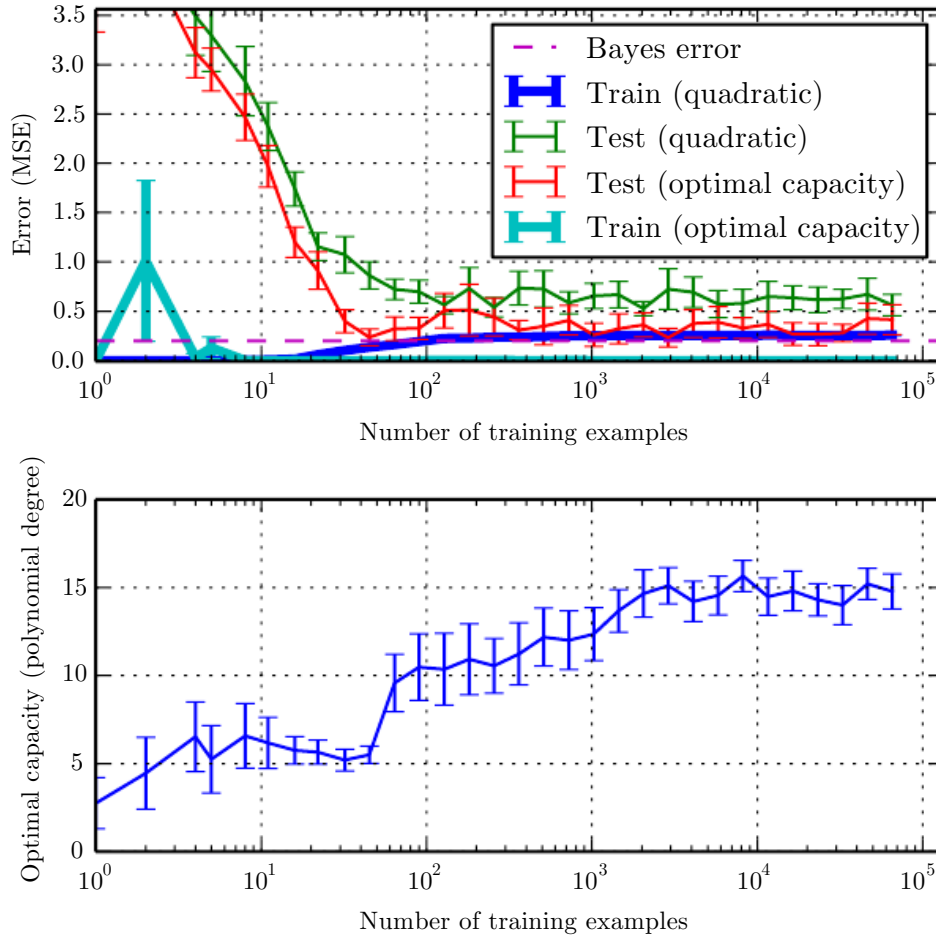 3.5
3.0
2.5
2.0
1.5
1.0
0.5
0.0
Error (MSE)
Bayes error
Train (quadratic)
Test (quadratic)
Test (optimal capacity)
Train (optimal capacity)
10^0 10^1 10^2 10^3 10^4 10^5
Number of training examples
20
15
10
5
0
Optimal capacity (polynomial degree)
10^0 10^1 10^2 10^3 10^4 10^5
Number of training examples